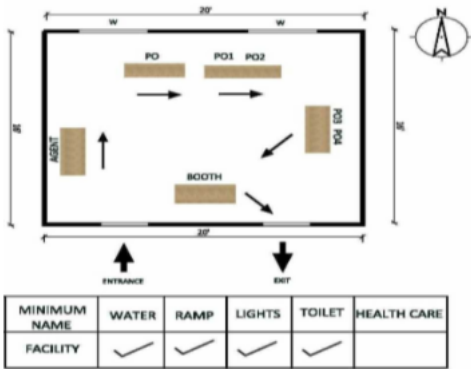 20'
N
W W
PO PO1 PO2
PO3 PO4
AGENT
BOOTH
20'
ENTRANCE EXIT
MINIMUM NAME WATER RAMP LIGHTS TOILET HEALTH CARE
FACILITY